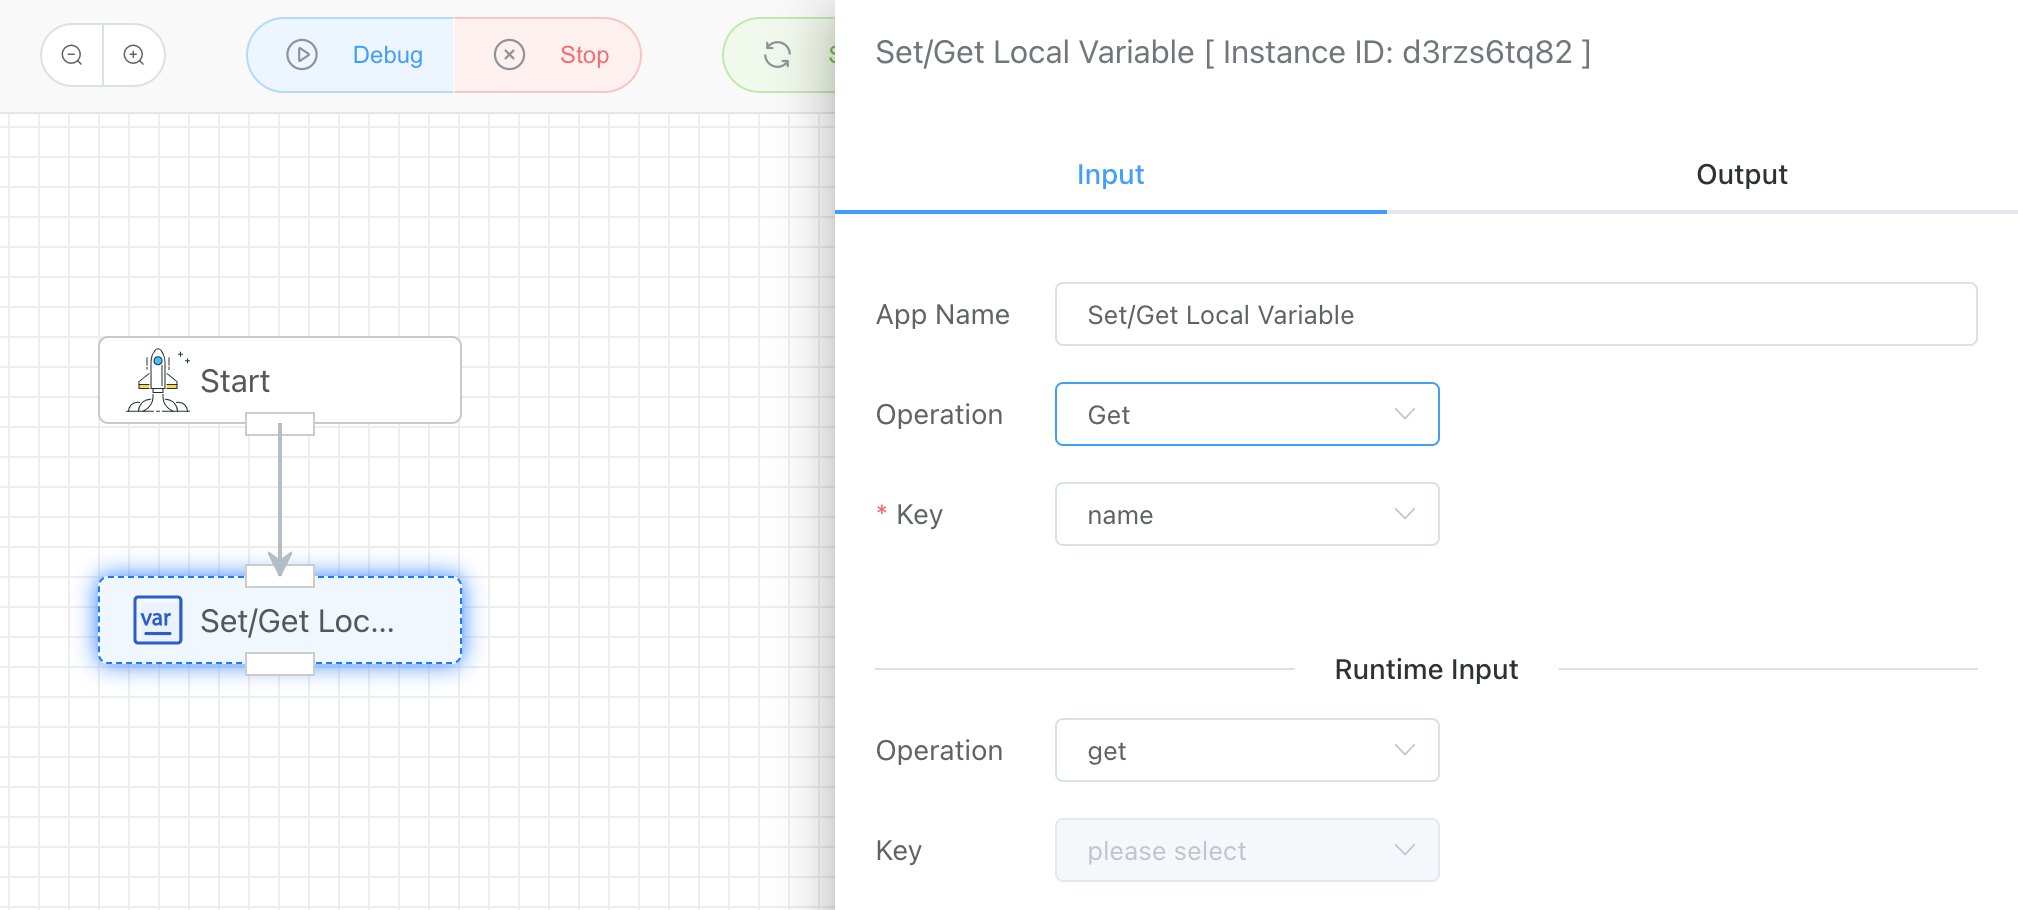 Debug
Stop
Set/Get Local Variable [ Instance ID: d3rzs6tq82 ]
Input
Output
App Name
Set/Get Local Variable
Operation
Get
* Key
name
Start
var
Set/Get Loc...
Runtime Input
Operation
get
Key
please select